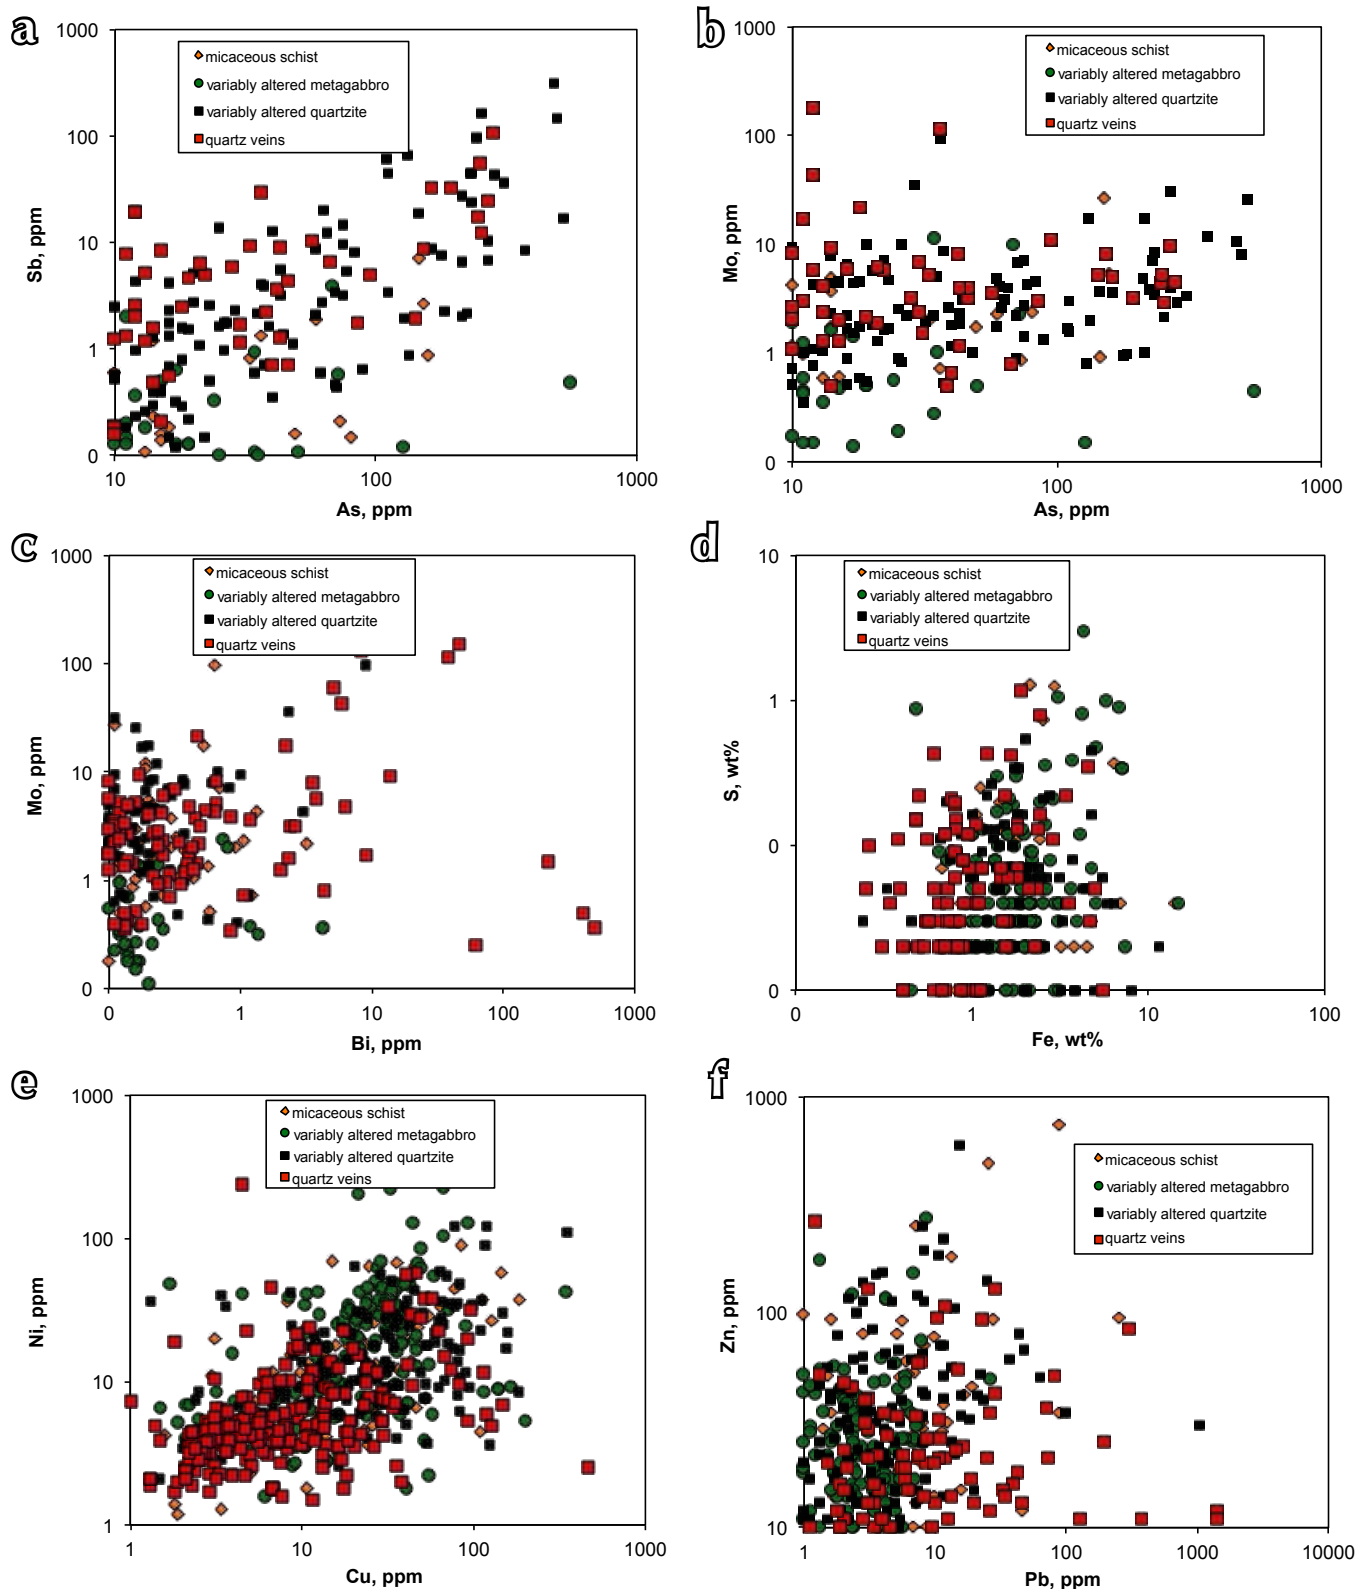 a
1000
100
10
1
0
Sb, ppm
micaceous schist
variably altered metagabbro
variably altered quartzite
quartz veins
10 100 1000
As, ppm
b
1000
100
10
1
0
Mo, ppm
micaceous schist
variably altered metagabbro
variably altered quartzite
quartz veins
10 100 1000
As, ppm
c
1000
100
10
1
0
Mo, ppm
micaceous schist
variably altered metagabbro
variably altered quartzite
quartz veins
0 1 10 100 1000
Bi, ppm
d
10
1
0
0
S, wt%
micaceous schist
variably altered metagabbro
variably altered quartzite
quartz veins
0 1 10 100
Fe, wt%
e
1000
100
10
1
Ni, ppm
micaceous schist
variably altered metagabbro
variably altered quartzite
quartz veins
1 10 100 1000
Cu, ppm
f
1000
100
10
Zn, ppm
micaceous schist
variably altered metagabbro
variably altered quartzite
quartz veins
1 10 100 1000 10000
Pb, ppm